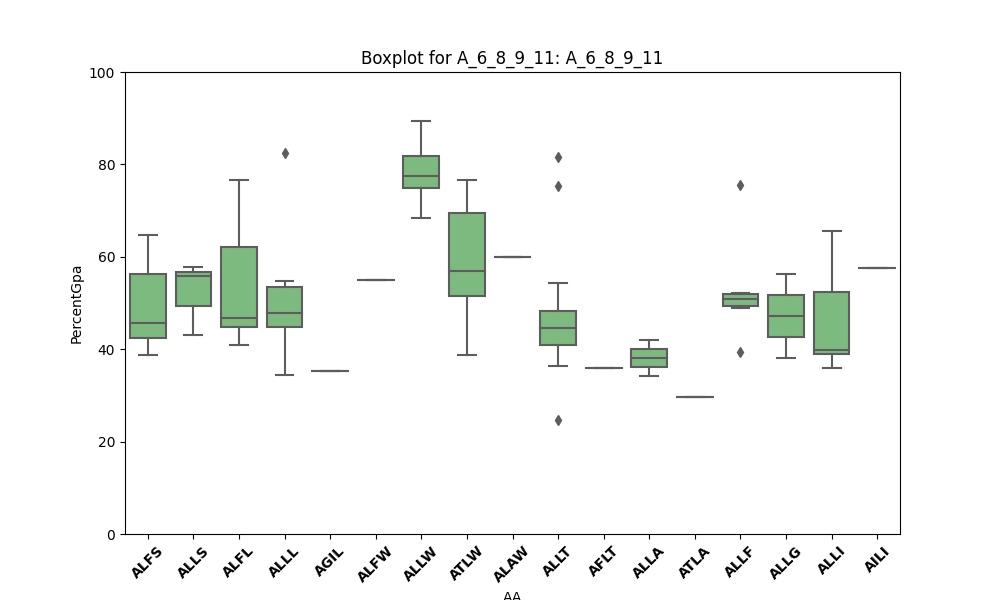 Boxplot for A_6_8_9_11: A_6_8_9_11
100
80
60
40
20
0
PercentGpa
ALFS ALLS ALFL ALLL AGIL ALFW ALLW ATLW ALAW ALLT AFLT ALLA ATLA ALLF ALLG ALLI AILI
AA